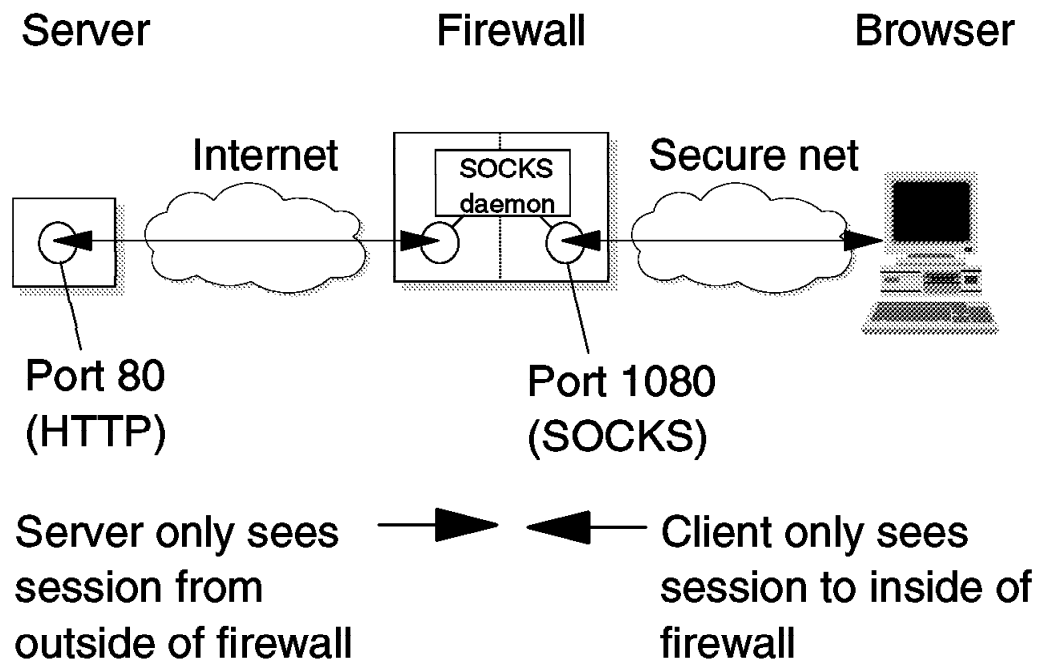 Server
Firewall
Browser
Internet
SOCKS
daemon
Secure net
Port 80
(HTTP)
Port 1080
(SOCKS)
Server only sees
session from
outside of firewall
Client only sees
session to inside of
firewall